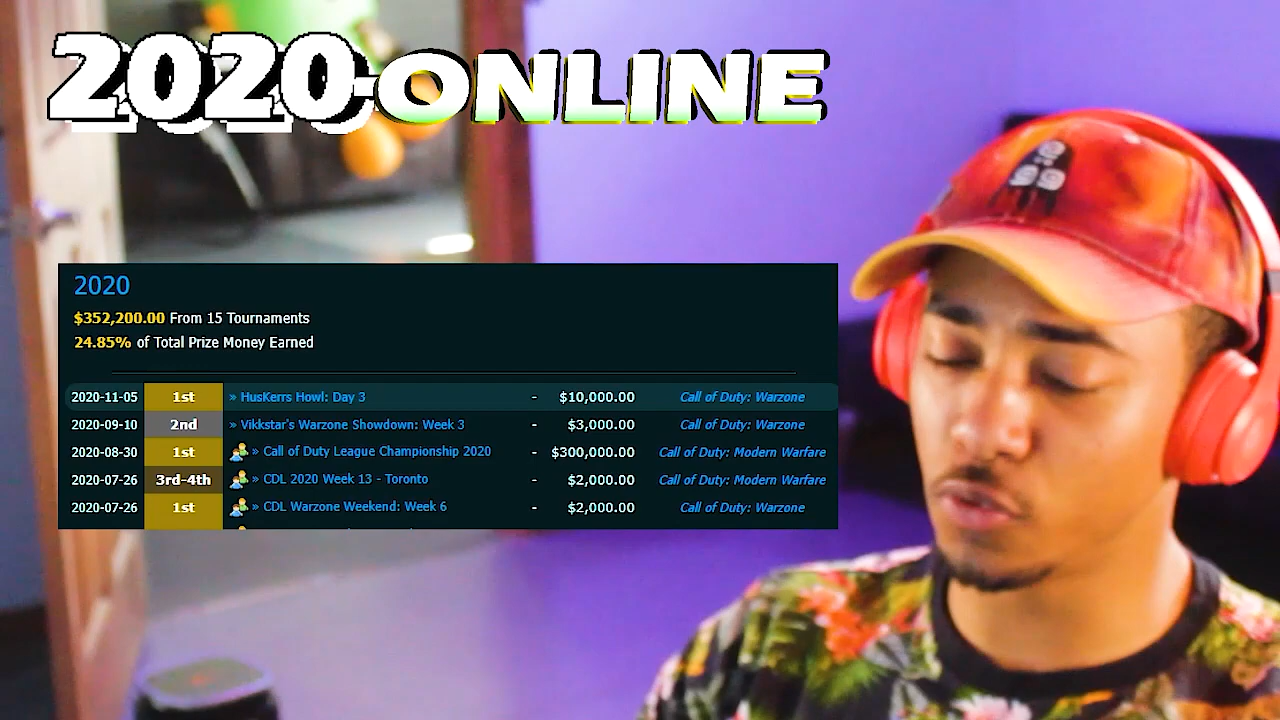 2020-ONLINE
2020
$352,200.00 From 15 Tournaments
24.85% of Total Prize Money Earned
2020-11-05 1st » HusKerrs Howl: Day 3 - $10,000.00 Call of Duty: Warzone
2020-09-10 2nd » Vikkstar's Warzone Showdown: Week 3 - $3,000.00 Call of Duty: Warzone
2020-08-30 1st » Call of Duty League Championship 2020 - $300,000.00 Call of Duty: Modern Warfare
2020-07-26 3rd-4th » CDL 2020 Week 13 - Toronto - $2,000.00 Call of Duty: Modern Warfare
2020-07-26 1st » CDL Warzone Weekend: Week 6 - $2,000.00 Call of Duty: Warzone